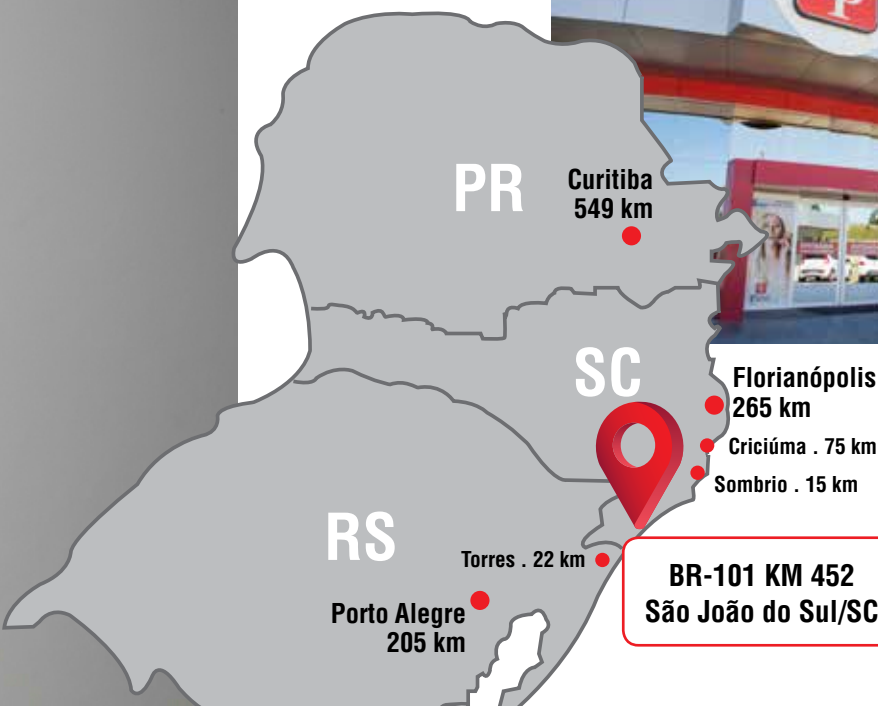 P
PR
Curitiba
549 km
SC
Florianópolis
265 km
Criciúma . 75 km
Sombrio . 15 km
RS
Torres . 22 km
Porto Alegre
205 km
BR-101 KM 452
São João do Sul/SC